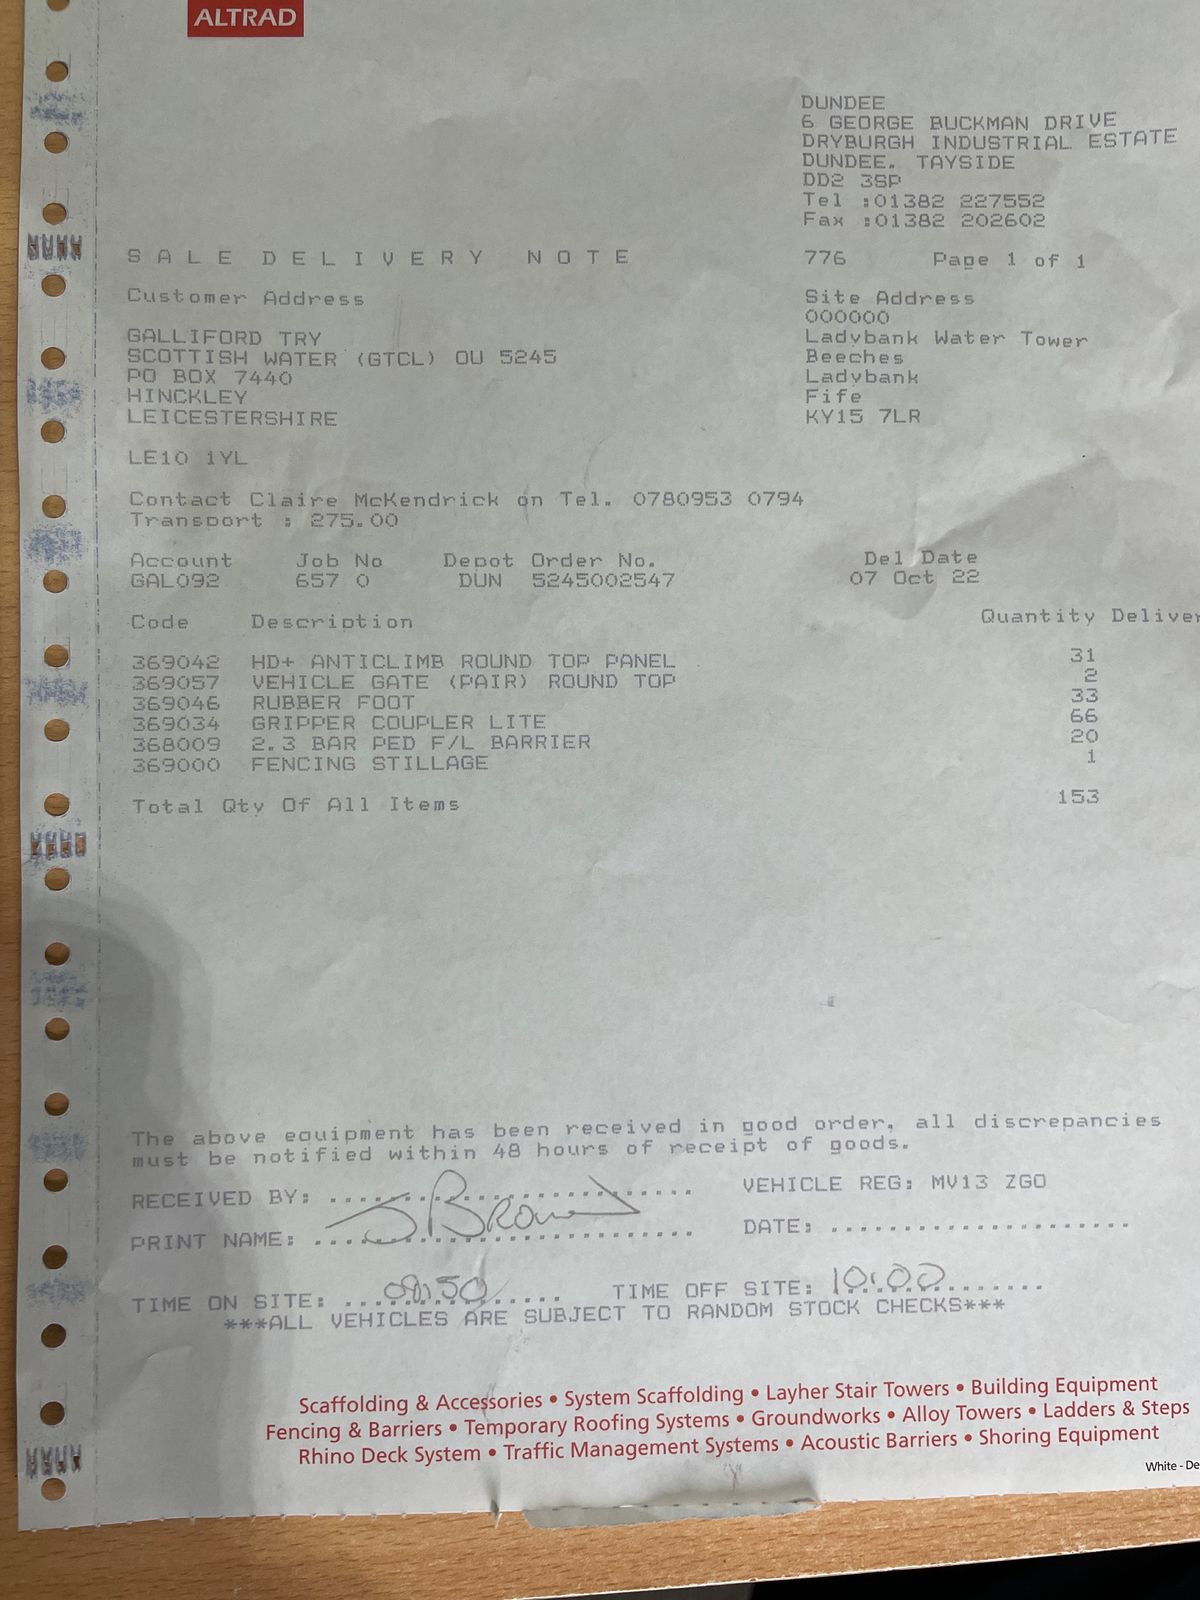 ALTRAD
DUNDEE
6 GEORGE BUCKMAN DRIVE
DRYBURGH INDUSTRIAL ESTATE
DUNDEE. TAYSIDE
DD2 3SP
Tel :01382 227552
Fax :01382 202602
SALE DELIVERY NOTE 776 Page 1 of 1
Customer Address Site Address
000000
GALLIFORD TRY Ladybank Water Tower
SCOTTISH WATER (GTCL) OU 5245 Beeches
PO BOX 7440 Ladybank
HINCKLEY Fife
LEICESTERSHIRE KY15 7LR
LE10 1YL
Contact Claire McKendrick on Tel. 0780953 0794
Transport : 275.00
Account Job No Depot Order No. Del Date
GAL092 657 0 DUN 5245002547 07 Oct 22
Code Description Quantity Deliver
369042 HD+ ANTICLIMB ROUND TOP PANEL 31
369057 VEHICLE GATE (PAIR) ROUND TOP 2
369046 RUBBER FOOT 33
369034 GRIPPER COUPLER LITE 66
368009 2.3 BAR PED F/L BARRIER 20
369000 FENCING STILLAGE 1
Total Qty Of All Items 153
The above equipment has been received in good order, all discrepancies
must be notified within 48 hours of receipt of goods.
RECEIVED BY: VEHICLE REG: MV13 ZGO
J Brown
PRINT NAME: DATE:
TIME ON SITE: 09:50 TIME OFF SITE: 10:00
***ALL VEHICLES ARE SUBJECT TO RANDOM STOCK CHECKS***
Scaffolding & Accessories • System Scaffolding • Layher Stair Towers • Building Equipment
Fencing & Barriers • Temporary Roofing Systems • Groundworks • Alloy Towers • Ladders & Steps
Rhino Deck System • Traffic Management Systems • Acoustic Barriers • Shoring Equipment
White - De